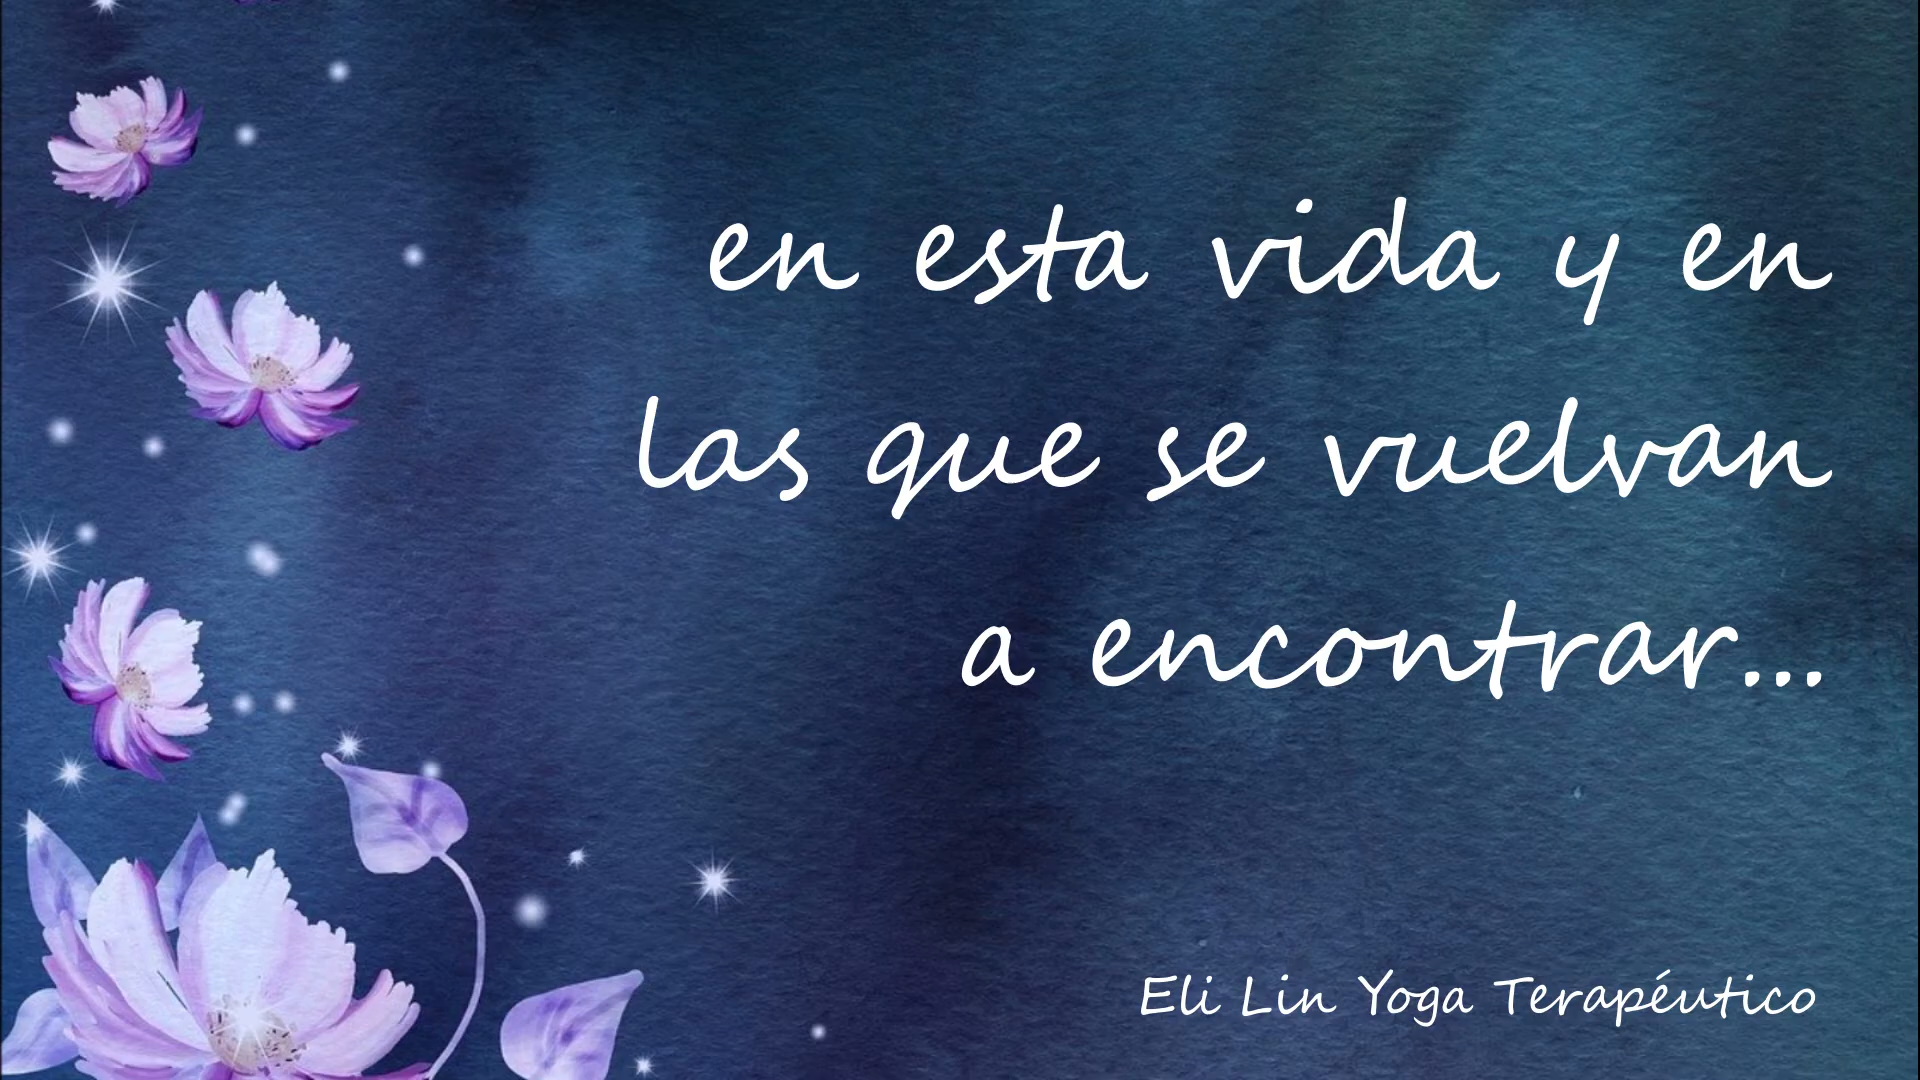 en esta vida y en
las que se vuelvan
a encontrar...
Eli Lin Yoga Terapéutico